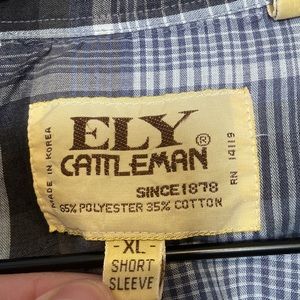 ELY®
CATTLEMAN
SINCE 1878
65% POLYESTER 35% COTTON
MADE IN KOREA
RN 14119
-XL-
SHORT
SLEEVE